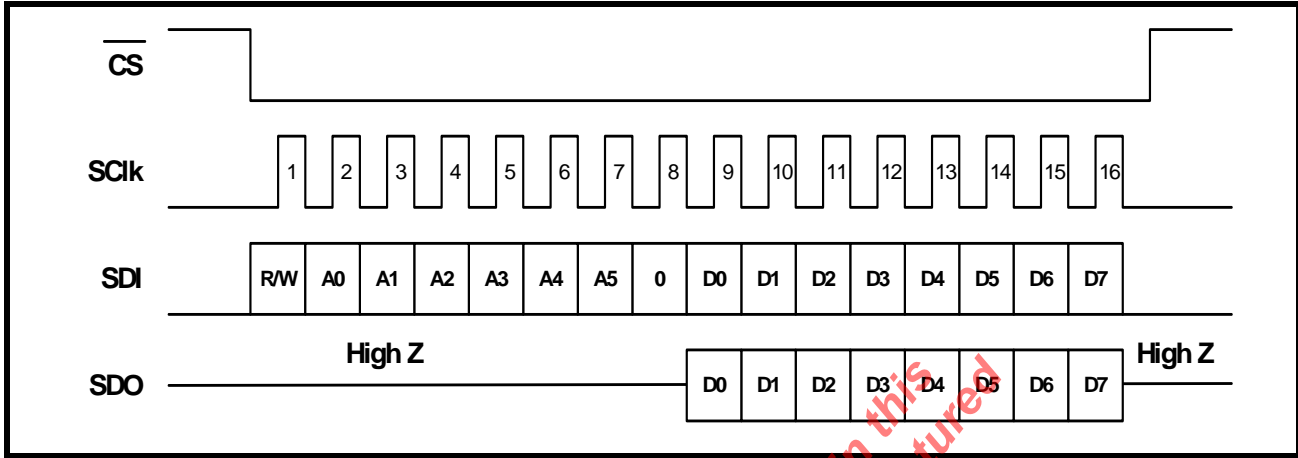 CS
SClk 1 2 3 4 5 6 7 8 9 10 11 12 13 14 15 16
SDI R/W A0 A1 A2 A3 A4 A5 0 D0 D1 D2 D3 D4 D5 D6 D7
High Z High Z
SDO D0 D1 D2 D3 D4 D5 D6 D7
in this